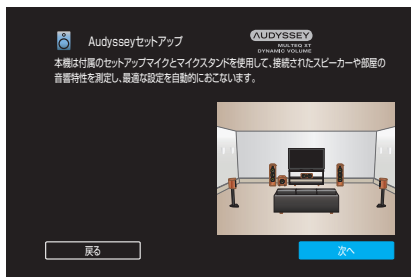 Audysseyセットアップ
AUDYSSEY
MULTEQ XT
DYNAMIC VOLUME
本機は付属のセットアップマイクとマイクスタンドを使用して、接続されたスピーカーや部屋の
音響特性を測定し、最適な設定を自動的におこないます。
戻る
次へ